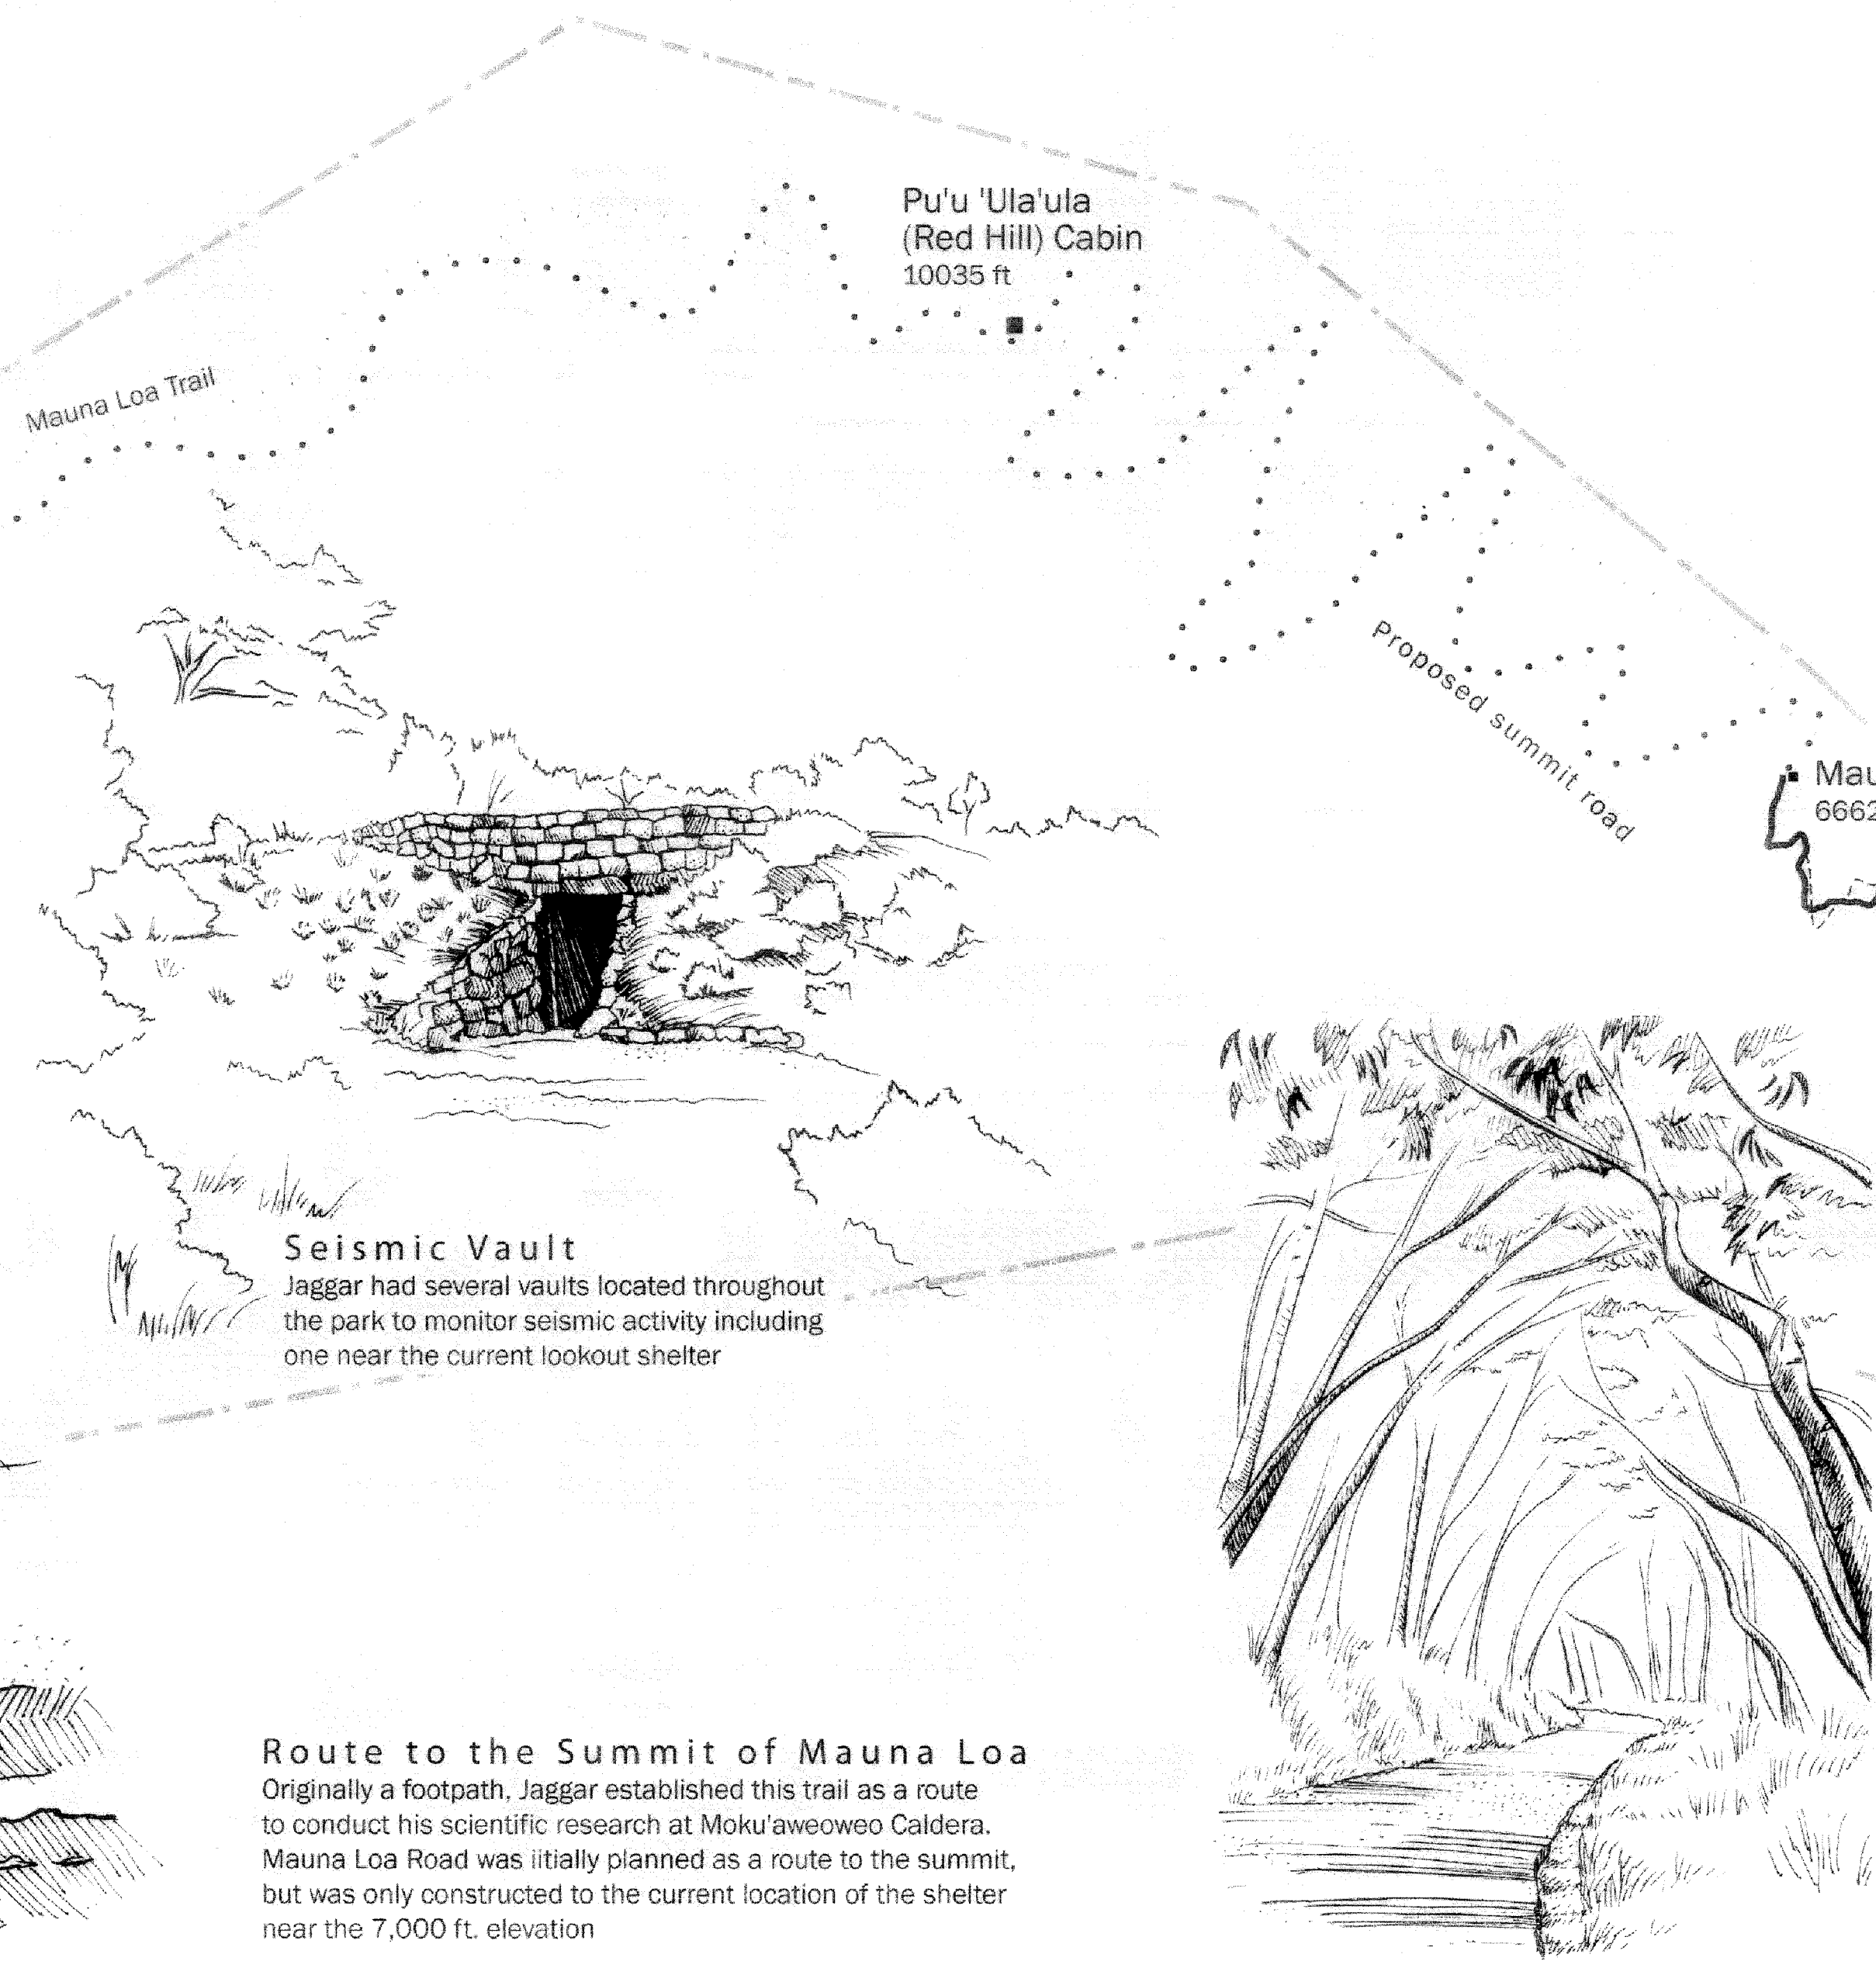 Pu'u 'Ula'ula
(Red Hill) Cabin
10035 ft
Mauna Loa Trail
Proposed summit road
Mau
6662
Seismic Vault
Jaggar had several vaults located throughout
the park to monitor seismic activity including
one near the current lookout shelter
Route to the Summit of Mauna Loa
Originally a footpath, Jaggar established this trail as a route
to conduct his scientific research at Moku'aweoweo Caldera.
Mauna Loa Road was iitially planned as a route to the summit,
but was only constructed to the current location of the shelter
near the 7,000 ft. elevation